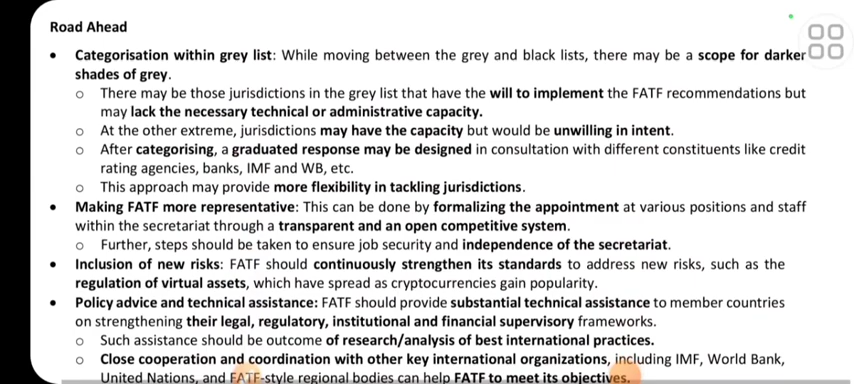 Road Ahead
• Categorisation within grey list: While moving between the grey and black lists, there may be a scope for darker
shades of grey.
o There may be those jurisdictions in the grey list that have the will to implement the FATF recommendations but
may lack the necessary technical or administrative capacity.
o At the other extreme, jurisdictions may have the capacity but would be unwilling in intent.
o After categorising, a graduated response may be designed in consultation with different constituents like credit
rating agencies, banks, IMF and WB, etc.
o This approach may provide more flexibility in tackling jurisdictions.
• Making FATF more representative: This can be done by formalizing the appointment at various positions and staff
within the secretariat through a transparent and an open competitive system.
o Further, steps should be taken to ensure job security and independence of the secretariat.
• Inclusion of new risks: FATF should continuously strengthen its standards to address new risks, such as the
regulation of virtual assets, which have spread as cryptocurrencies gain popularity.
• Policy advice and technical assistance: FATF should provide substantial technical assistance to member countries
on strengthening their legal, regulatory, institutional and financial supervisory frameworks.
o Such assistance should be outcome of research/analysis of best international practices.
o Close cooperation and coordination with other key international organizations, including IMF, World Bank,
United Nations, and FATF-style regional bodies can help FATF to meet its objectives.